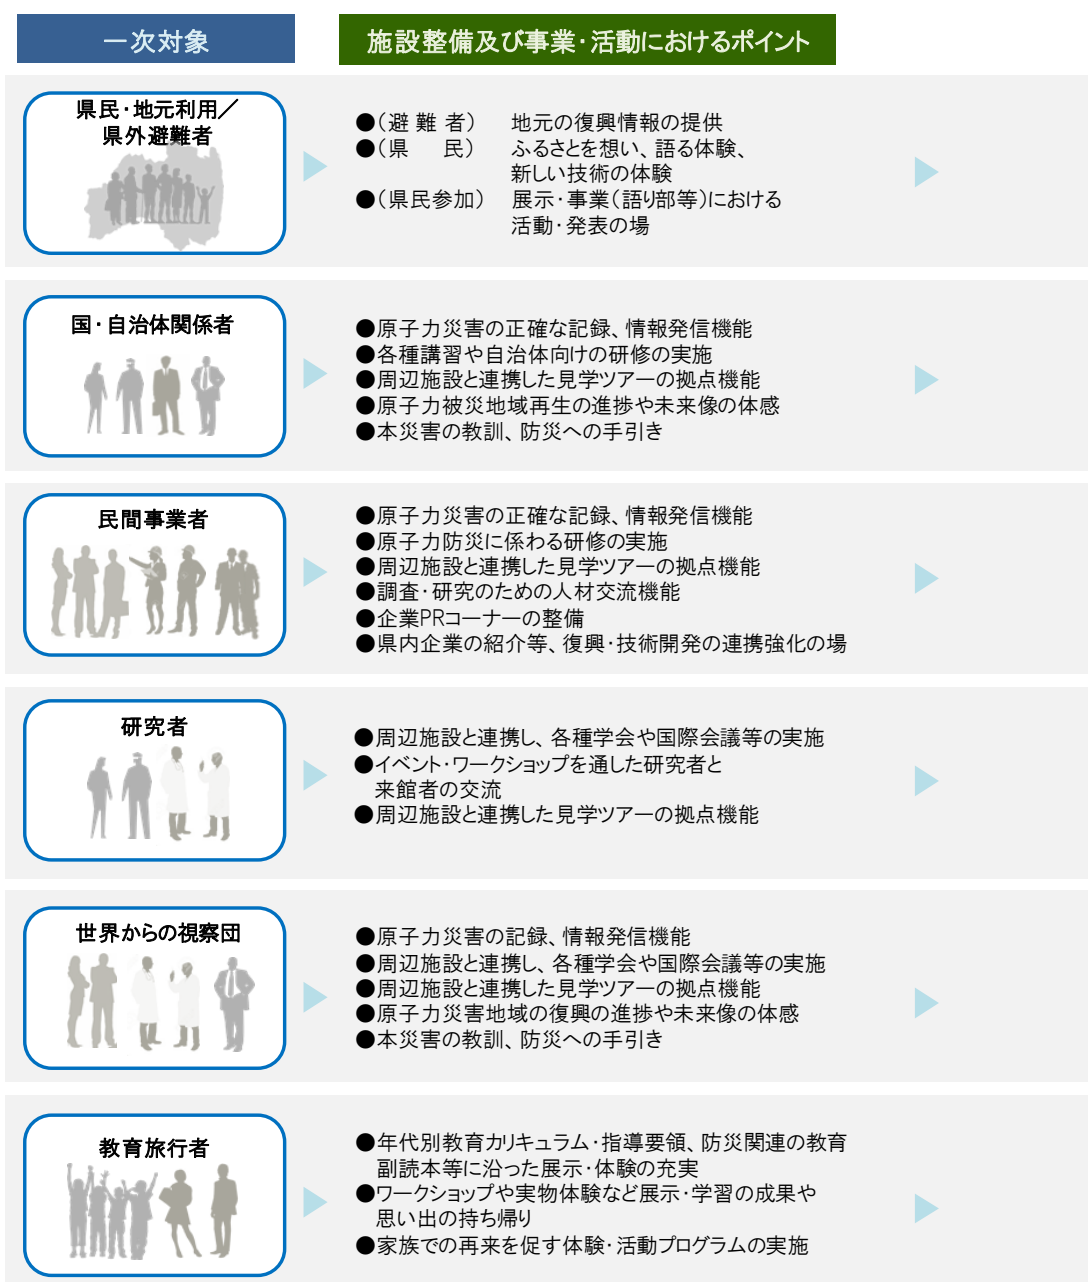 一次対象
施設整備及び事業・活動におけるポイント
県民・地元利用／
県外避難者
●（避 難 者）　地元の復興情報の提供
●（県　　民）　ふるさとを想い、語る体験、
新しい技術の体験
●（県民参加）　展示・事業（語り部等）における
活動・発表の場
国・自治体関係者
●原子力災害の正確な記録、情報発信機能
●各種講習や自治体向けの研修の実施
●周辺施設と連携した見学ツアーの拠点機能
●原子力被災地域再生の進捗や未来像の体感
●本災害の教訓、防災への手引き
民間事業者
●原子力災害の正確な記録、情報発信機能
●原子力防災に係わる研修の実施
●周辺施設と連携した見学ツアーの拠点機能
●調査・研究のための人材交流機能
●企業PRコーナーの整備
●県内企業の紹介等、復興・技術開発の連携強化の場
研究者
●周辺施設と連携し、各種学会や国際会議等の実施
●イベント・ワークショップを通した研究者と
来館者の交流
●周辺施設と連携した見学ツアーの拠点機能
世界からの視察団
●原子力災害の記録、情報発信機能
●周辺施設と連携し、各種学会や国際会議等の実施
●周辺施設と連携した見学ツアーの拠点機能
●原子力災害地域の復興の進捗や未来像の体感
●本災害の教訓、防災への手引き
教育旅行者
●年代別教育カリキュラム・指導要領、防災関連の教育
副読本等に沿った展示・体験の充実
●ワークショップや実物体験など展示・学習の成果や
思い出の持ち帰り
●家族での再来を促す体験・活動プログラムの実施